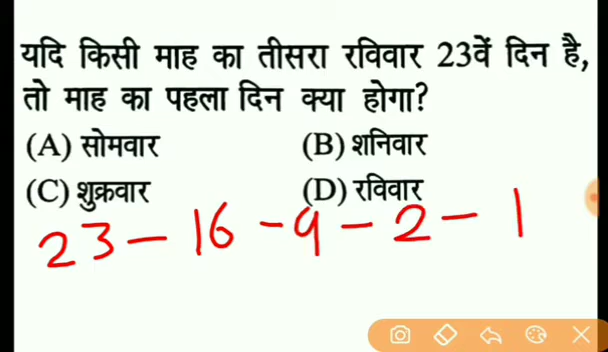 यदि किसी माह का तीसरा रविवार 23वें दिन है,
तो माह का पहला दिन क्या होगा?
(A) सोमवार (B) शनिवार
(C) शुक्रवार (D) रविवार
23 - 16 - 9 - 2 - 1